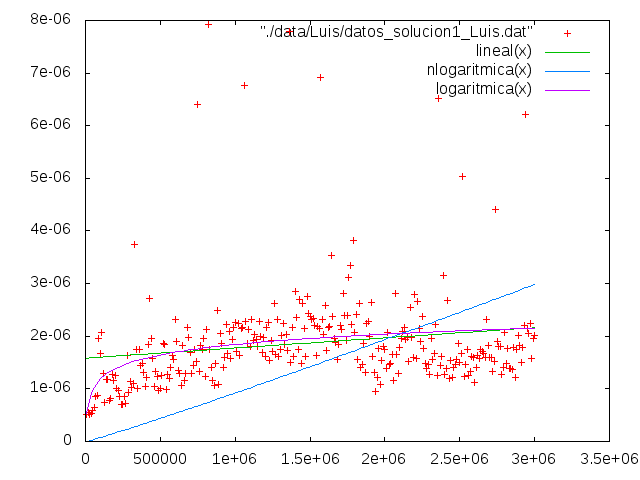 8e-06
"./data/Luis/datos_solucion1_Luis.dat"
lineal(x)
nlogaritmica(x)
logaritmica(x)
7e-06
6e-06
5e-06
4e-06
3e-06
2e-06
1e-06
0
0 500000 1e+06 1.5e+06 2e+06 2.5e+06 3e+06 3.5e+06